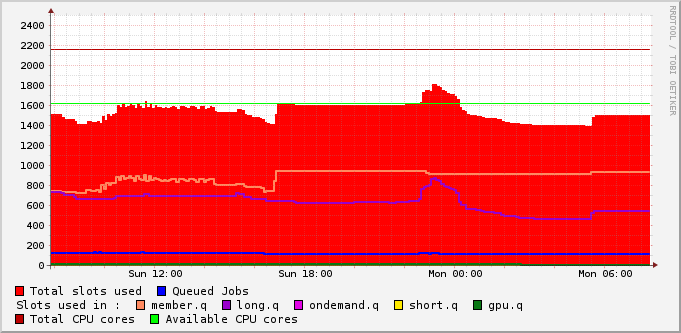 RRDTOOL / TOBI OETIKER
2400
2200
2000
1800
1600
1400
1200
1000
800
600
400
200
0
Sun 12:00 Sun 18:00 Mon 00:00 Mon 06:00
Total slots used Queued Jobs
Slots used in : member.q long.q ondemand.q short.q gpu.q
Total CPU cores Available CPU cores